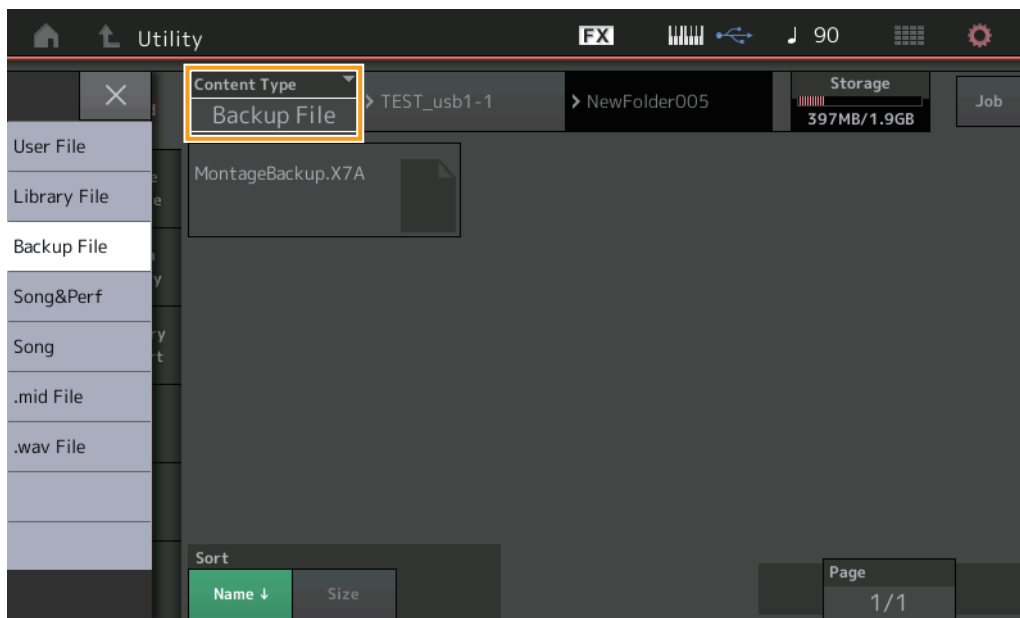 Utility
FX
90
Content Type
Backup File
TEST_usb1-1
NewFolder005
Storage
397MB/1.9GB
Job
User File
Library File
Backup File
Song&Perf
Song
.mid File
.wav File
MontageBackup.X7A
Sort
Name ↓
Size
Page
1/1